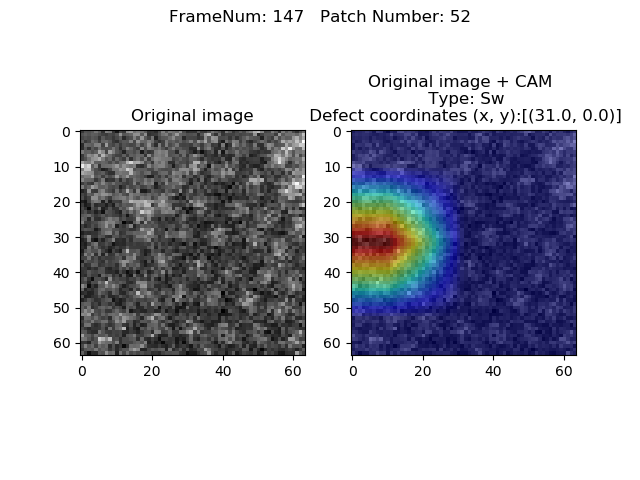 FrameNum: 147   Patch Number: 52
Original image
Original image + CAM
Type: Sw
Defect coordinates (x, y):[(31.0, 0.0)]
0
10
20
30
40
50
60
0 20 40 60
0
10
20
30
40
50
60
0 20 40 60